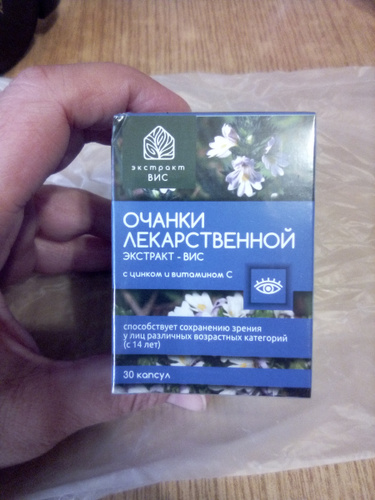 экстракт
ВИС
ОЧАНКИ
ЛЕКАРСТВЕННОЙ
ЭКСТРАКТ - ВИС
с цинком и витамином С
способствует сохранению зрения
у лиц различных возрастных категорий
(с 14 лет)
30 капсул